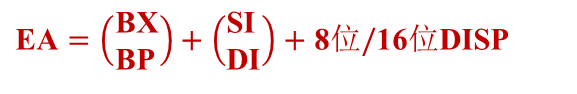 EA = (BX BP) + (SI DI) + 8位/16位DISP